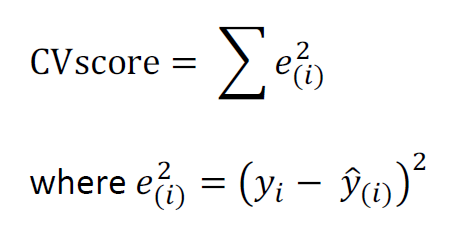 CVscore = ∑ e²₍ᵢ₎
where e²₍ᵢ₎ = (yᵢ − ŷ₍ᵢ₎)²